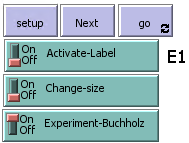 setup Next go
On Off Activate-Label E1
On Off Change-size
On Off Experiment-Buchholz